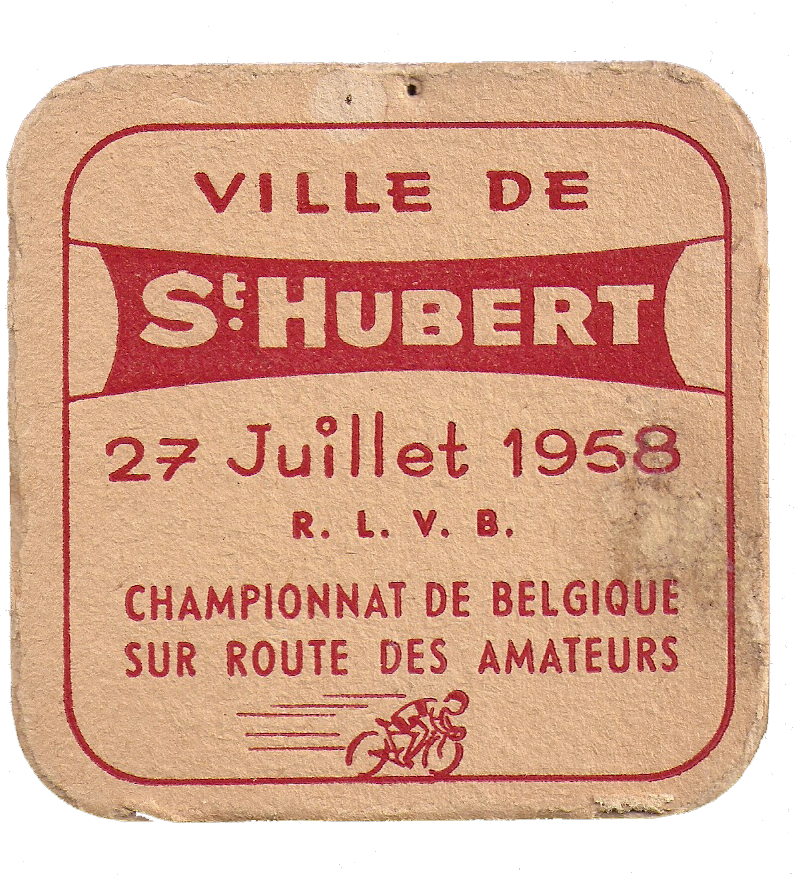 VILLE DE
St. HUBERT
27 Juillet 1958
R. L. V. B.
CHAMPIONNAT DE BELGIQUE
SUR ROUTE DES AMATEURS